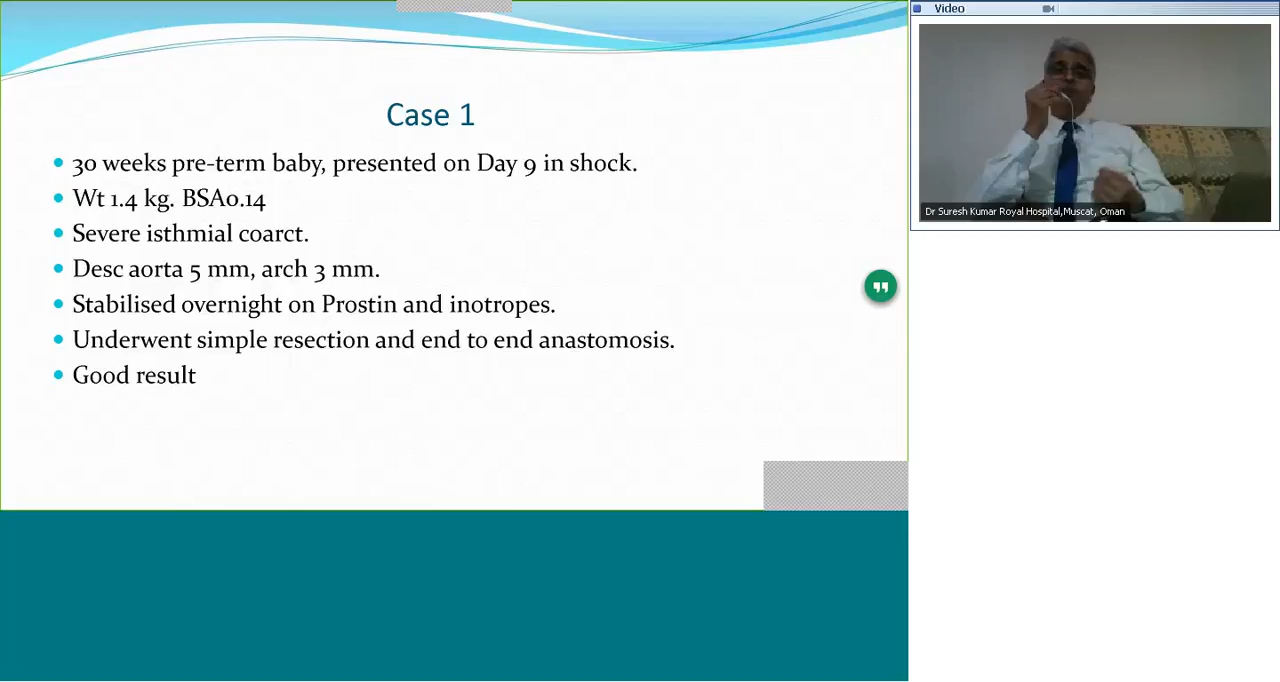 Case 1
30 weeks pre-term baby, presented on Day 9 in shock.
Wt 1.4 kg. BSA0.14
Severe isthmial coarct.
Desc aorta 5 mm, arch 3 mm.
Stabilised overnight on Prostin and inotropes.
Underwent simple resection and end to end anastomosis.
Good result
Video
Dr Suresh Kumar Royal Hospital,Muscat, Oman